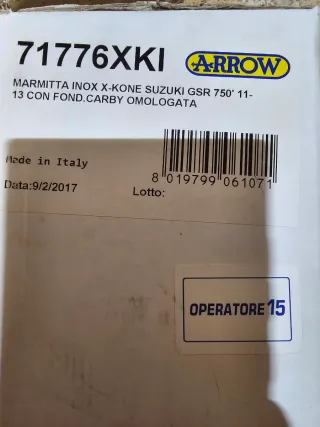 71776XKI
ARROW
MARMITTA INOX X-KONE SUZUKI GSR 750' 11-
13 CON FOND.CARBY OMOLOGATA
Made in Italy
8 019799 061071
Data:9/2/2017
Lotto:
OPERATORE 15